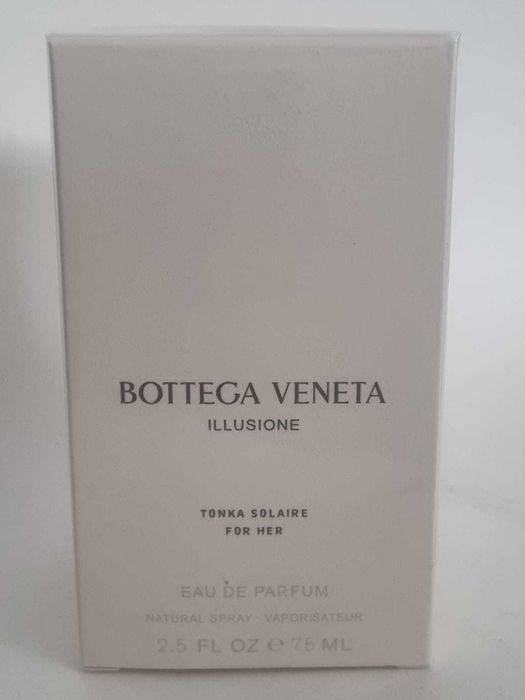 BOTTEGA VENETA
ILLUSIONE
TONKA SOLAIRE
FOR HER
EAU DE PARFUM
NATURAL SPRAY - VAPORISATEUR
2.5 FL OZ ℮ 75 ML